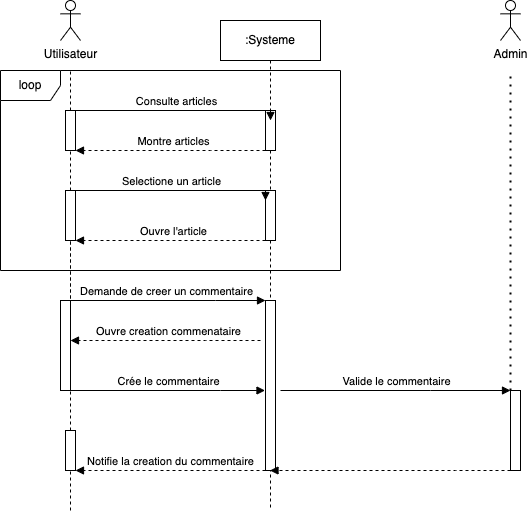 Utilisateur
:Systeme
Admin
loop
Consulte articles
Montre articles
Selectione un article
Ouvre l'article
Demande de creer un commentaire
Ouvre creation commenataire
Crée le commentaire
Valide le commentaire
Notifie la creation du commentaire